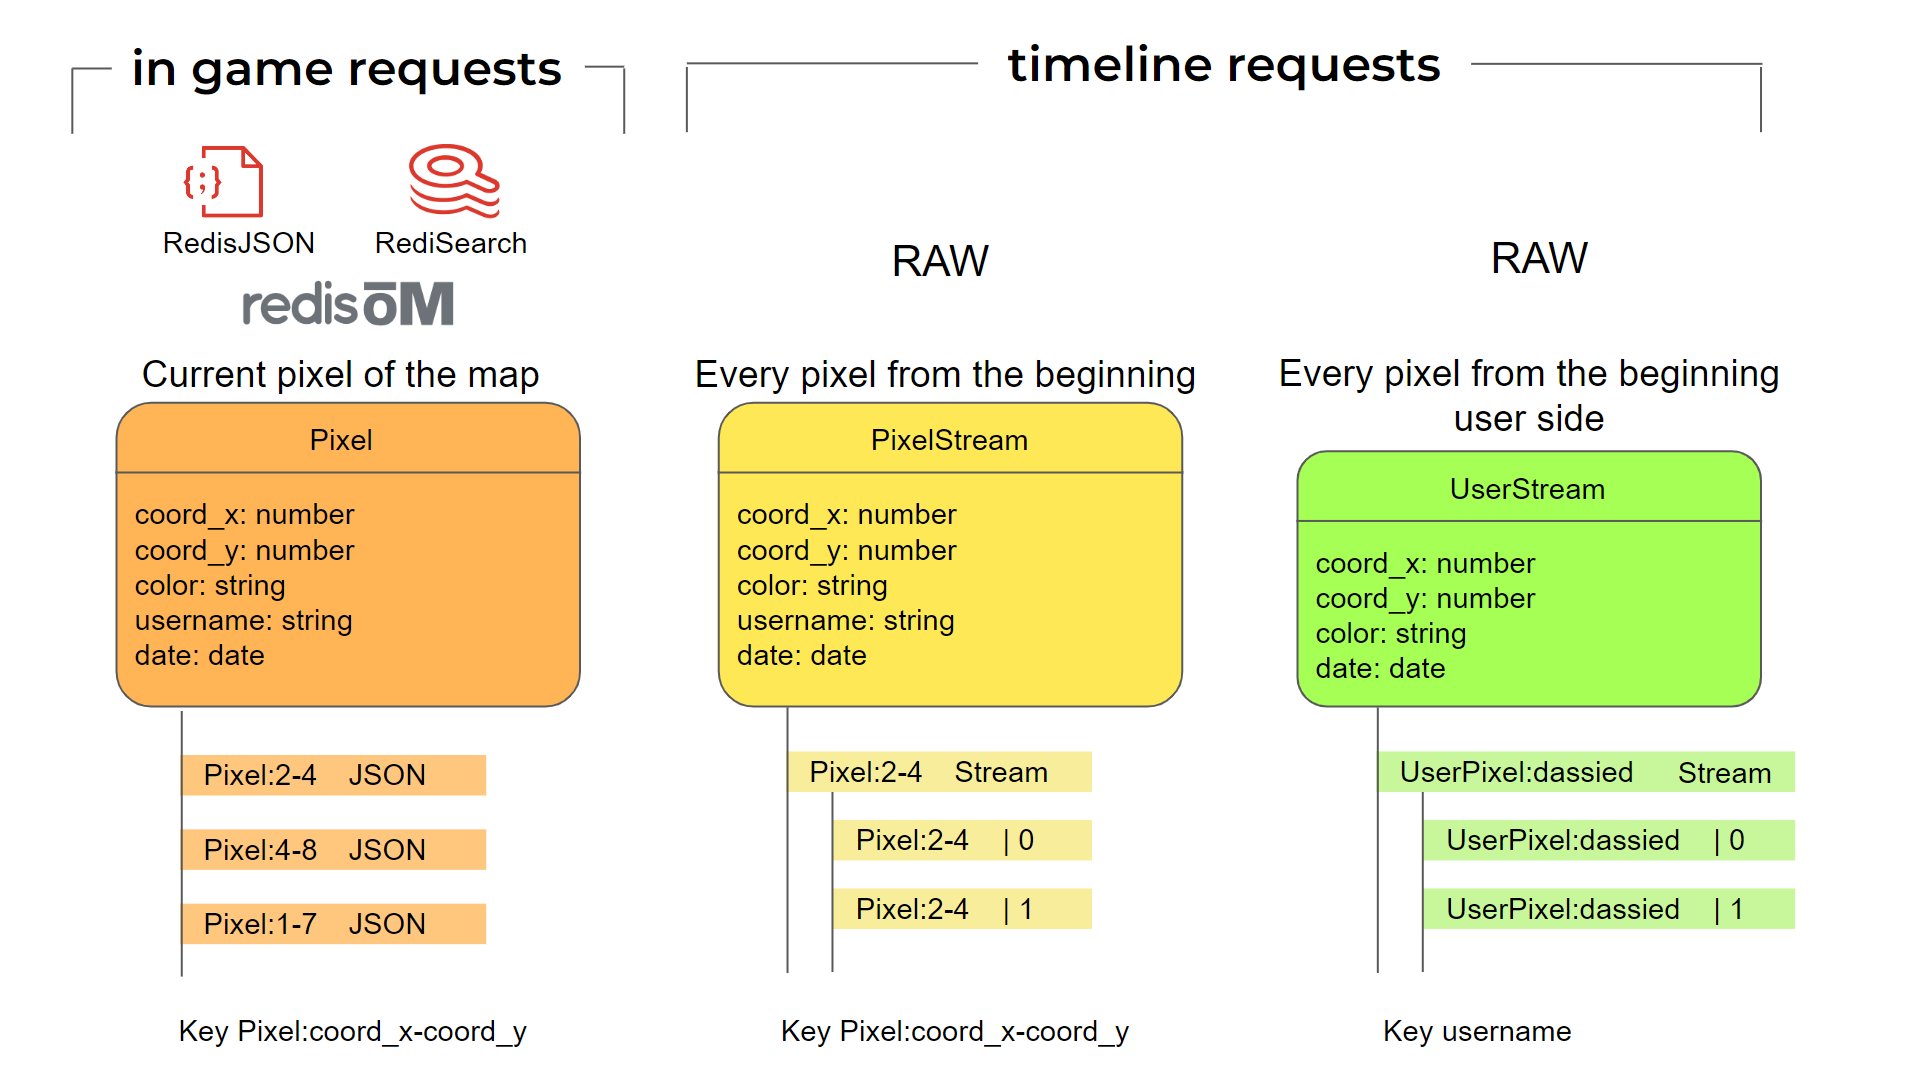 in game requests
timeline requests
RedisJSON
RediSearch
redis ōM
RAW
RAW
Current pixel of the map
Every pixel from the beginning
Every pixel from the beginning
user side
Pixel
coord_x: number
coord_y: number
color: string
username: string
date: date
PixelStream
coord_x: number
coord_y: number
color: string
username: string
date: date
UserStream
coord_x: number
coord_y: number
color: string
date: date
Pixel:2-4 JSON
Pixel:4-8 JSON
Pixel:1-7 JSON
Pixel:2-4 Stream
Pixel:2-4 | 0
Pixel:2-4 | 1
UserPixel:dassied Stream
UserPixel:dassied | 0
UserPixel:dassied | 1
Key Pixel:coord_x-coord_y
Key Pixel:coord_x-coord_y
Key username